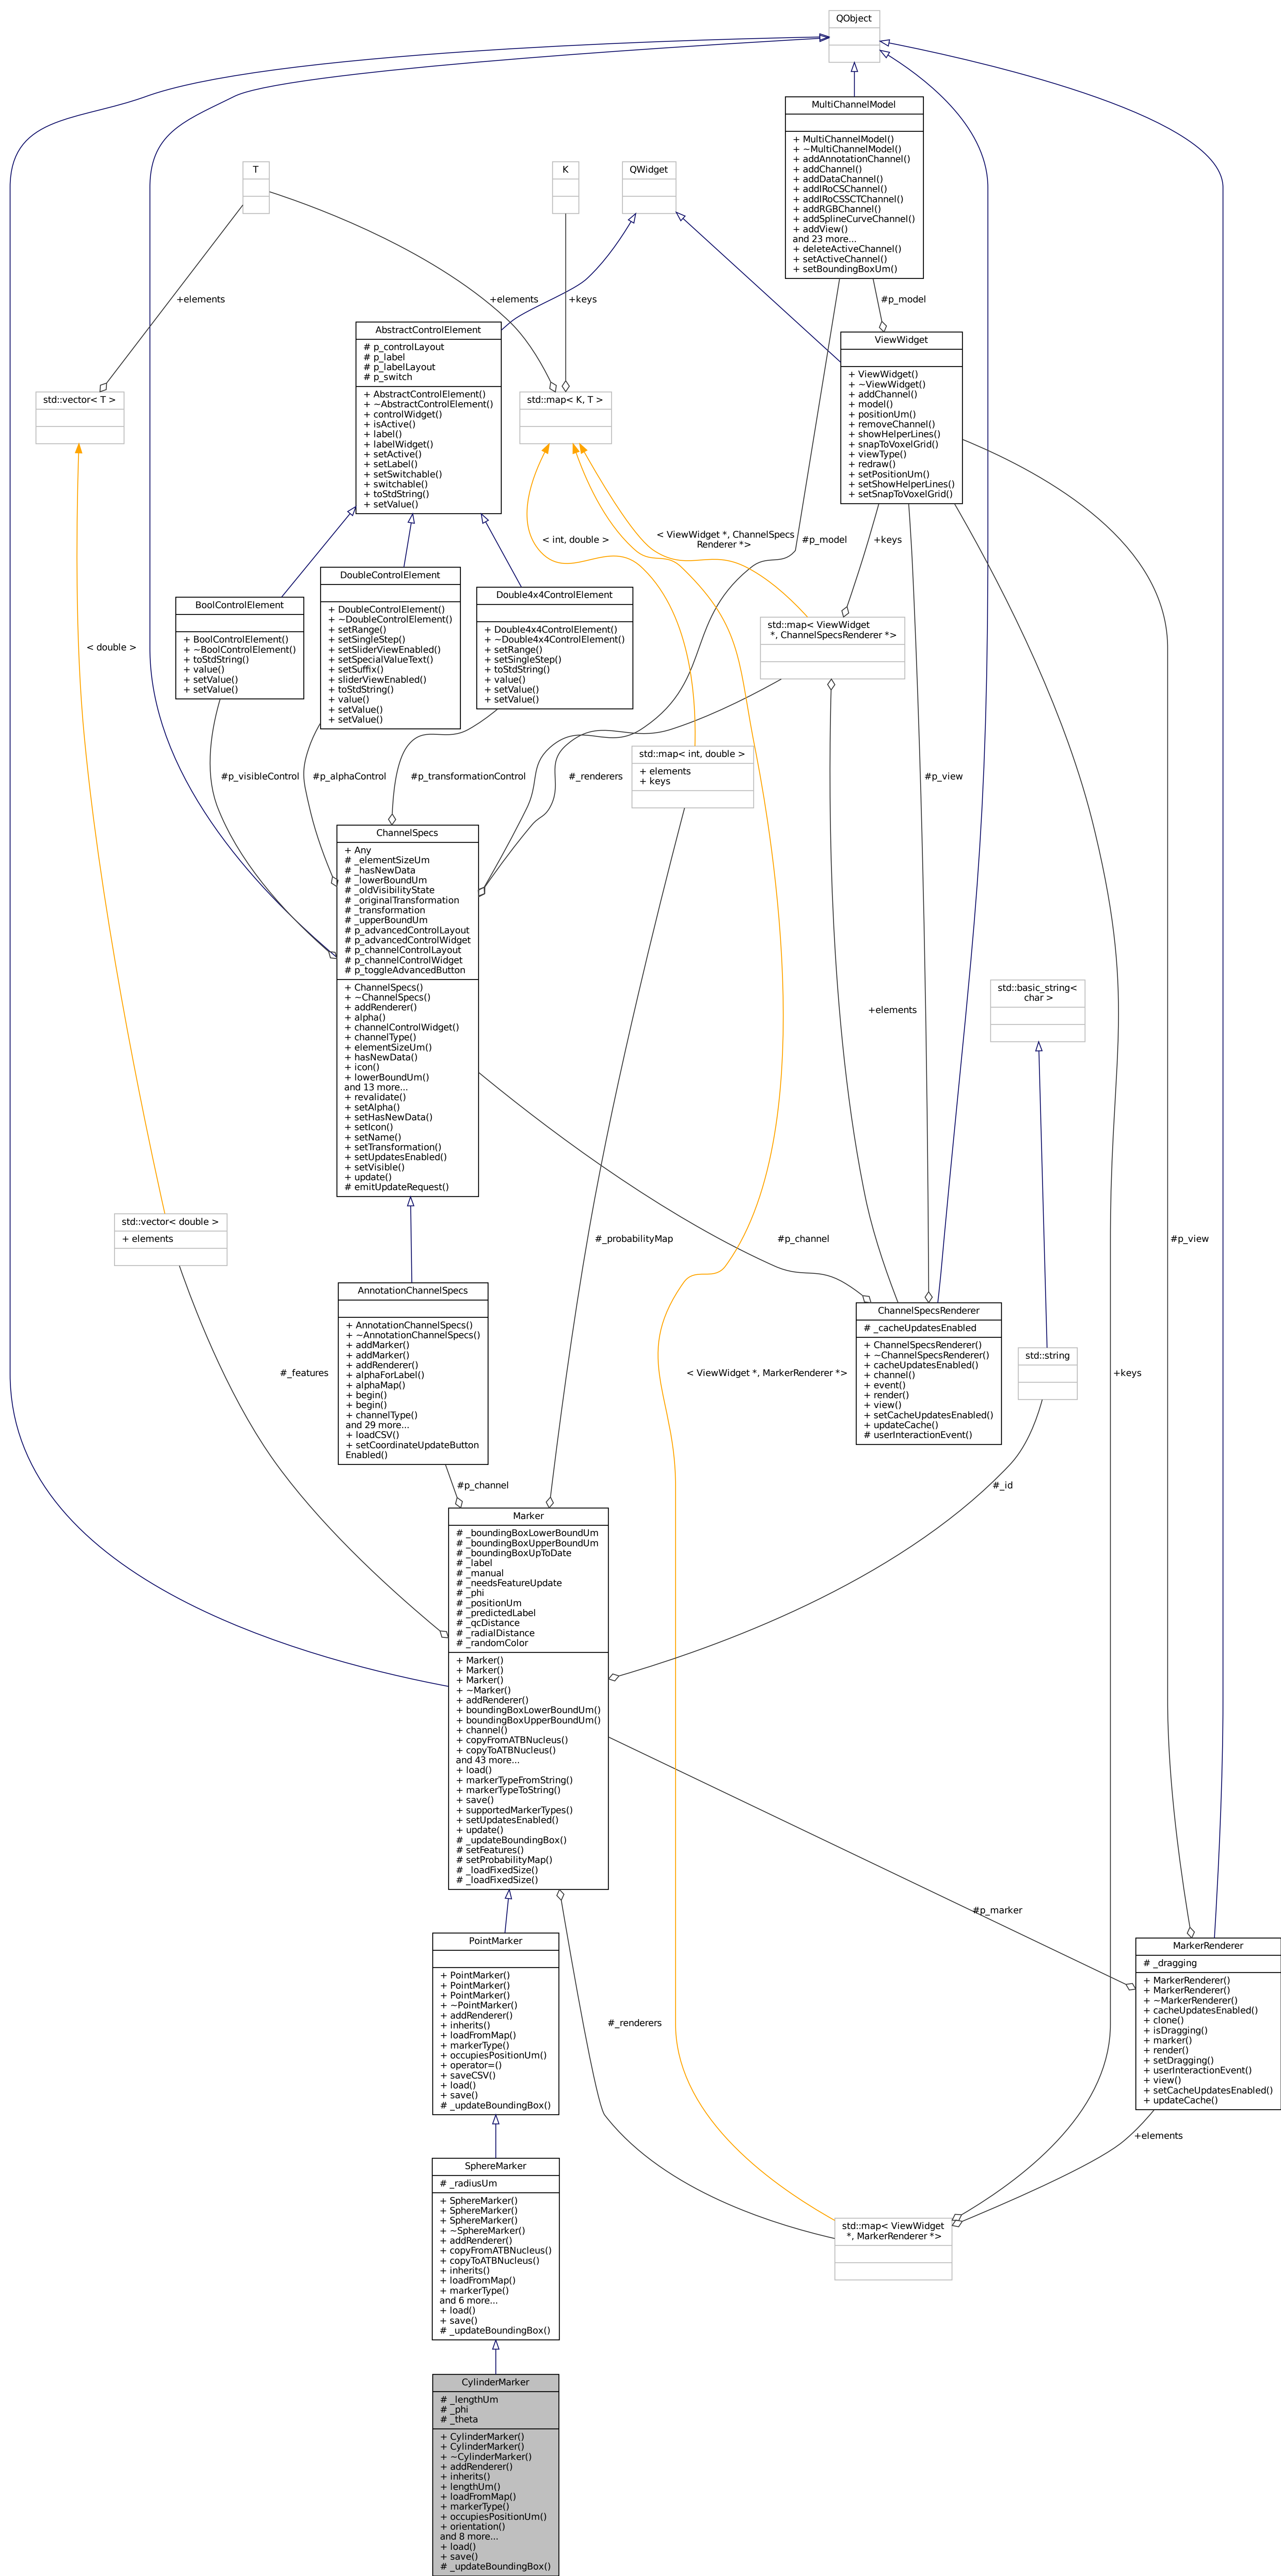 QObject
MultiChannelModel
+ MultiChannelModel()
+ ~MultiChannelModel()
+ addAnnotationChannel()
+ addChannel()
+ addDataChannel()
+ addIRoCSChannel()
+ addIRoCSSCTChannel()
+ addRGBChannel()
+ addSplineCurveChannel()
+ addView()
and 23 more...
+ deleteActiveChannel()
+ setActiveChannel()
+ setBoundingBoxUm()
T
K
QWidget
+elements
+elements
+keys
#p_model
AbstractControlElement
# p_controlLayout
# p_label
# p_labelLayout
# p_switch
+ AbstractControlElement()
+ ~AbstractControlElement()
+ controlWidget()
+ isActive()
+ label()
+ labelWidget()
+ setActive()
+ setLabel()
+ setSwitchable()
+ switchable()
+ toStdString()
+ setValue()
ViewWidget
+ ViewWidget()
+ ~ViewWidget()
+ addChannel()
+ model()
+ positionUm()
+ removeChannel()
+ showHelperLines()
+ snapToVoxelGrid()
+ viewType()
+ redraw()
+ setPositionUm()
+ setShowHelperLines()
+ setSnapToVoxelGrid()
std::vector< T >
std::map< K, T >
< int, double >
< ViewWidget *, ChannelSpecs
Renderer *>
#p_model
+keys
BoolControlElement
+ BoolControlElement()
+ ~BoolControlElement()
+ toStdString()
+ value()
+ setValue()
+ setValue()
DoubleControlElement
+ DoubleControlElement()
+ ~DoubleControlElement()
+ setRange()
+ setSingleStep()
+ setSliderViewEnabled()
+ setSpecialValueText()
+ setSuffix()
+ sliderViewEnabled()
+ toStdString()
+ value()
+ setValue()
+ setValue()
Double4x4ControlElement
+ Double4x4ControlElement()
+ ~Double4x4ControlElement()
+ setRange()
+ setSingleStep()
+ toStdString()
+ value()
+ setValue()
+ setValue()
std::map< ViewWidget
*, ChannelSpecsRenderer *>
< double >
std::map< int, double >
+ elements
+ keys
#p_visibleControl
#p_alphaControl
#p_transformationControl
#_renderers
#p_view
ChannelSpecs
+ Any
# _elementSizeUm
# _hasNewData
# _lowerBoundUm
# _oldVisibilityState
# _originalTransformation
# _transformation
# _upperBoundUm
# p_advancedControlLayout
# p_advancedControlWidget
# p_channelControlLayout
# p_channelControlWidget
# p_toggleAdvancedButton
+ ChannelSpecs()
+ ~ChannelSpecs()
+ addRenderer()
+ alpha()
+ channelControlWidget()
+ channelType()
+ elementSizeUm()
+ hasNewData()
+ icon()
+ lowerBoundUm()
and 13 more...
+ revalidate()
+ setAlpha()
+ setHasNewData()
+ setIcon()
+ setName()
+ setTransformation()
+ setUpdatesEnabled()
+ setVisible()
+ update()
# emitUpdateRequest()
+elements
std::basic_string<
char >
std::vector< double >
+ elements
#_probabilityMap
#p_channel
#p_view
AnnotationChannelSpecs
+ AnnotationChannelSpecs()
+ ~AnnotationChannelSpecs()
+ addMarker()
+ addMarker()
+ addRenderer()
+ alphaForLabel()
+ alphaMap()
+ begin()
+ begin()
+ channelType()
and 29 more...
+ loadCSV()
+ setCoordinateUpdateButton
Enabled()
ChannelSpecsRenderer
# _cacheUpdatesEnabled
+ ChannelSpecsRenderer()
+ ~ChannelSpecsRenderer()
+ cacheUpdatesEnabled()
+ channel()
+ event()
+ render()
+ view()
+ setCacheUpdatesEnabled()
+ updateCache()
# userInteractionEvent()
std::string
#_features
< ViewWidget *, MarkerRenderer *>
+keys
#p_channel
#_id
Marker
# _boundingBoxLowerBoundUm
# _boundingBoxUpperBoundUm
# _boundingBoxUpToDate
# _label
# _manual
# _needsFeatureUpdate
# _phi
# _positionUm
# _predictedLabel
# _qcDistance
# _radialDistance
# _randomColor
+ Marker()
+ Marker()
+ Marker()
+ ~Marker()
+ addRenderer()
+ boundingBoxLowerBoundUm()
+ boundingBoxUpperBoundUm()
+ channel()
+ copyFromATBNucleus()
+ copyToATBNucleus()
and 43 more...
+ load()
+ markerTypeFromString()
+ markerTypeToString()
+ save()
+ supportedMarkerTypes()
+ setUpdatesEnabled()
+ update()
# _updateBoundingBox()
# setFeatures()
# setProbabilityMap()
# _loadFixedSize()
# _loadFixedSize()
#p_marker
PointMarker
+ PointMarker()
+ PointMarker()
+ PointMarker()
+ ~PointMarker()
+ addRenderer()
+ inherits()
+ loadFromMap()
+ markerType()
+ occupiesPositionUm()
+ operator=()
+ saveCSV()
+ load()
+ save()
# _updateBoundingBox()
MarkerRenderer
# _dragging
+ MarkerRenderer()
+ MarkerRenderer()
+ ~MarkerRenderer()
+ cacheUpdatesEnabled()
+ clone()
+ isDragging()
+ marker()
+ render()
+ setDragging()
+ userInteractionEvent()
+ view()
+ setCacheUpdatesEnabled()
+ updateCache()
#_renderers
+elements
SphereMarker
# _radiusUm
+ SphereMarker()
+ SphereMarker()
+ SphereMarker()
+ ~SphereMarker()
+ addRenderer()
+ copyFromATBNucleus()
+ copyToATBNucleus()
+ inherits()
+ loadFromMap()
+ markerType()
and 6 more...
+ load()
+ save()
# _updateBoundingBox()
std::map< ViewWidget
*, MarkerRenderer *>
CylinderMarker
# _lengthUm
# _phi
# _theta
+ CylinderMarker()
+ CylinderMarker()
+ ~CylinderMarker()
+ addRenderer()
+ inherits()
+ lengthUm()
+ loadFromMap()
+ markerType()
+ occupiesPositionUm()
+ orientation()
and 8 more...
+ load()
+ save()
# _updateBoundingBox()